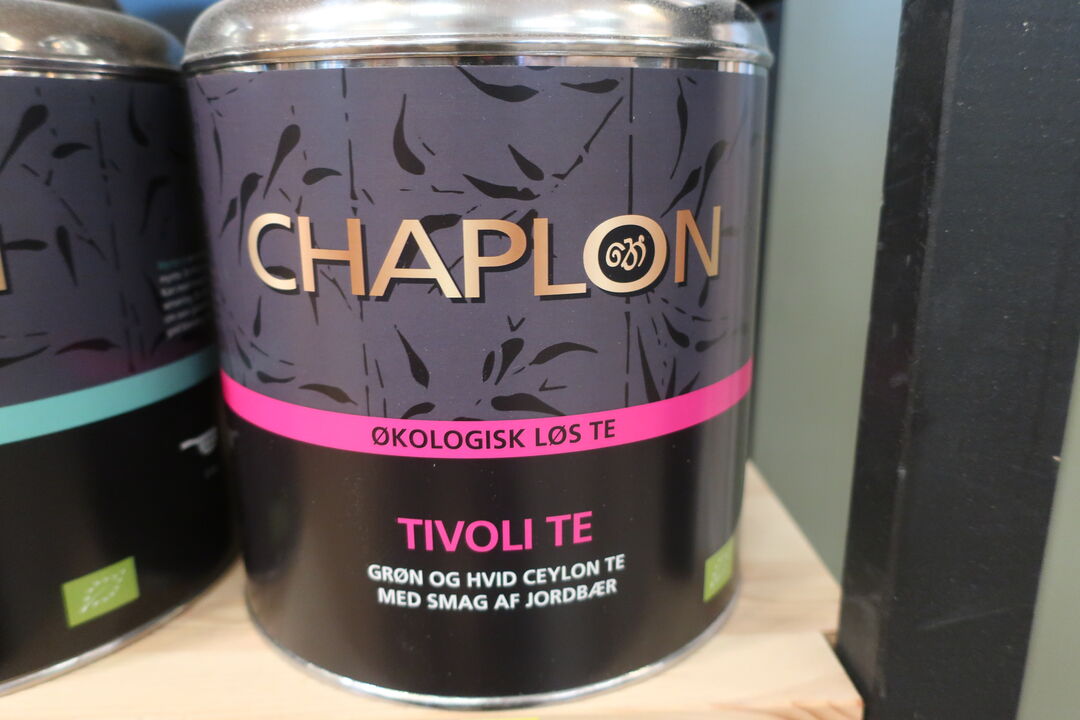 CHAPLON
ØKOLOGISK LØS TE
TIVOLI TE
GRØN OG HVID CEYLON TE
MED SMAG AF JORDBÆR